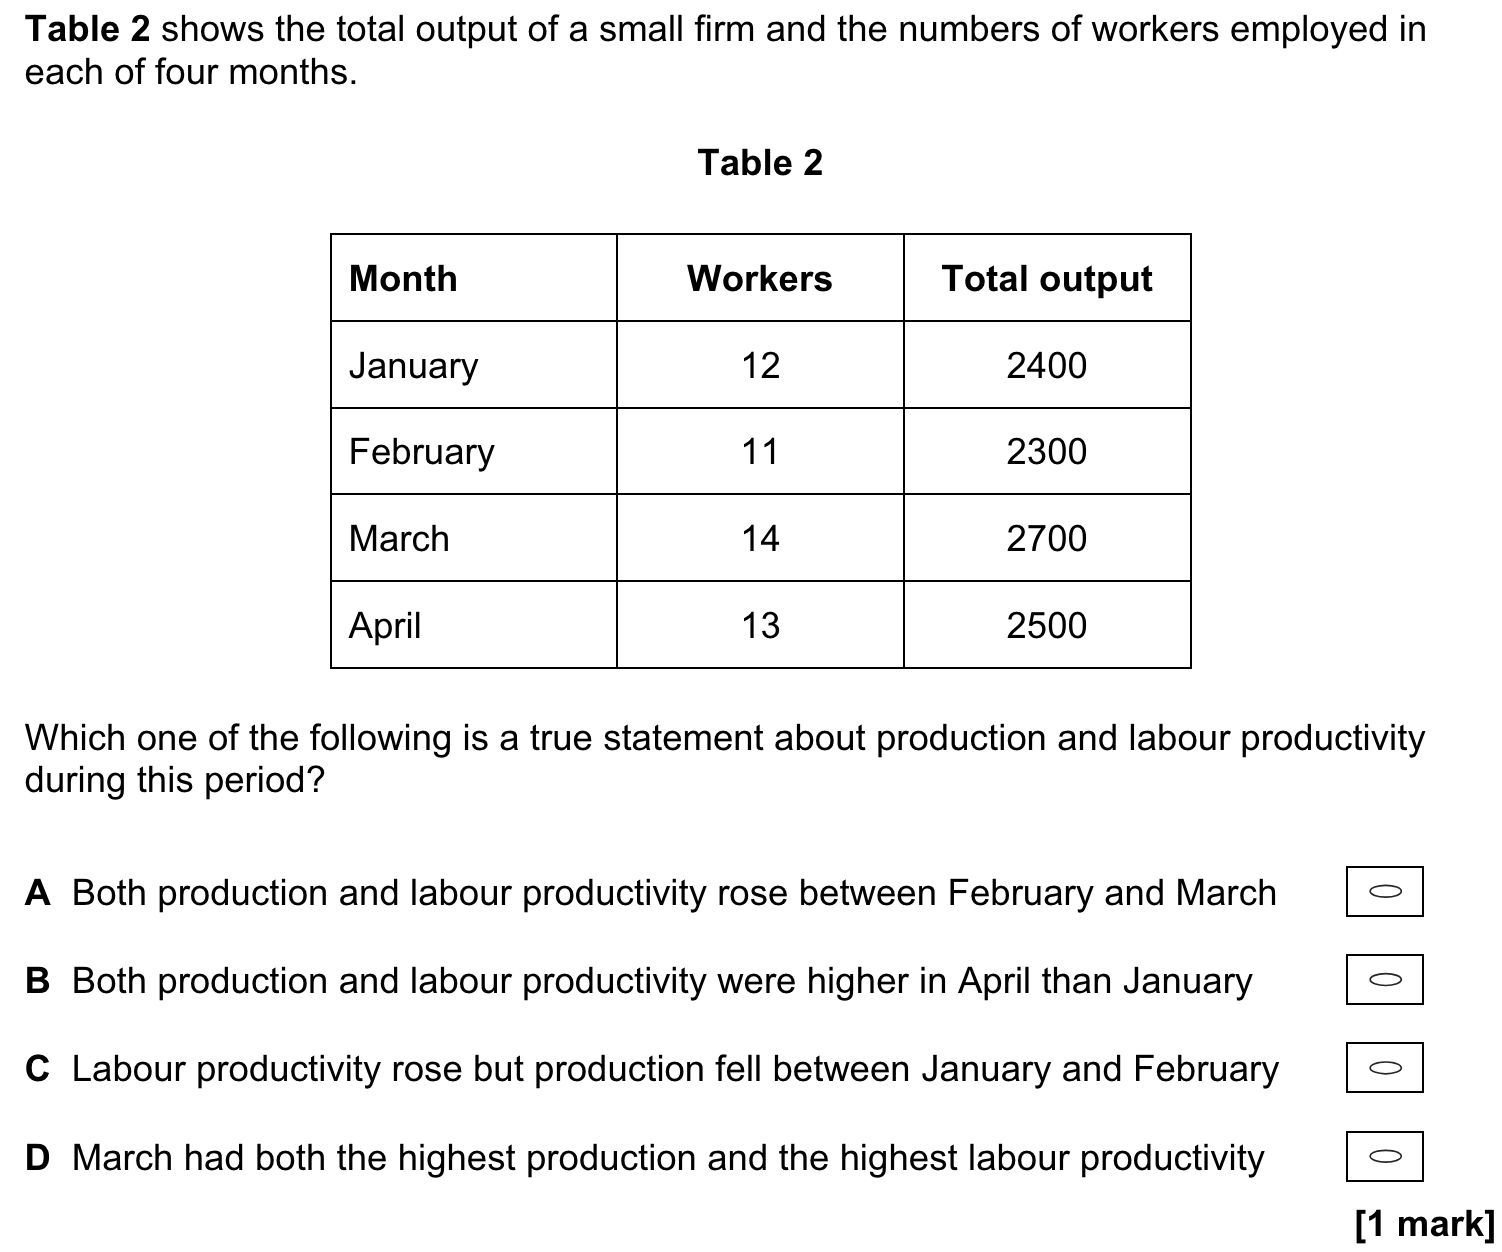 Table 2 shows the total output of a small firm and the numbers of workers employed in
each of four months.
Table 2
Month Workers Total output
January 12 2400
February 11 2300
March 14 2700
April 13 2500
Which one of the following is a true statement about production and labour productivity
during this period?
A Both production and labour productivity rose between February and March
B Both production and labour productivity were higher in April than January
C Labour productivity rose but production fell between January and February
D March had both the highest production and the highest labour productivity
[1 mark]